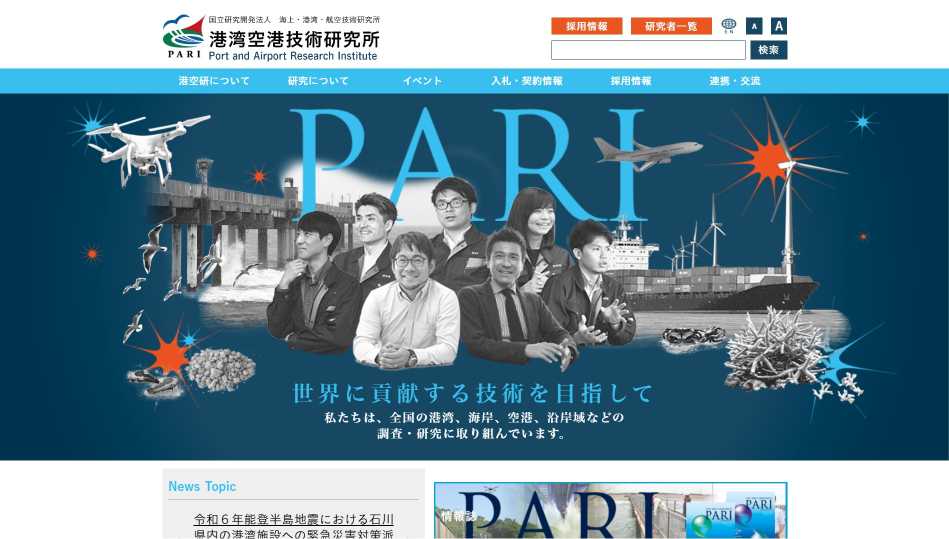 国立研究開発法人 海上・港湾・航空技術研究所
港湾空港技術研究所
PARI
Port and Airport Research Institute
採用情報
研究者一覧
EN
A
A
検索
港空研について
研究について
イベント
入札・契約情報
採用情報
連携・交流
PARI
世界に貢献する技術を目指して
私たちは、全国の港湾、海岸、空港、沿岸域などの
調査・研究に取り組んでいます。
News Topic
令和６年能登半島地震における石川
県内の港湾施設への緊急災害対策派
PARI
情報誌
PARI
PARI